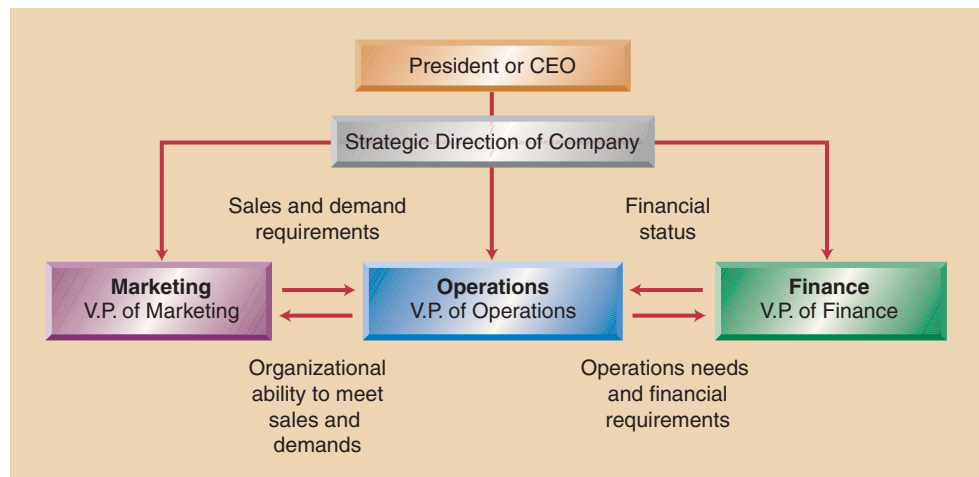 President or CEO
Strategic Direction of Company
Sales and demand
requirements
Financial
status
Marketing
V.P. of Marketing
Operations
V.P. of Operations
Finance
V.P. of Finance
Organizational
ability to meet
sales and
demands
Operations needs
and financial
requirements